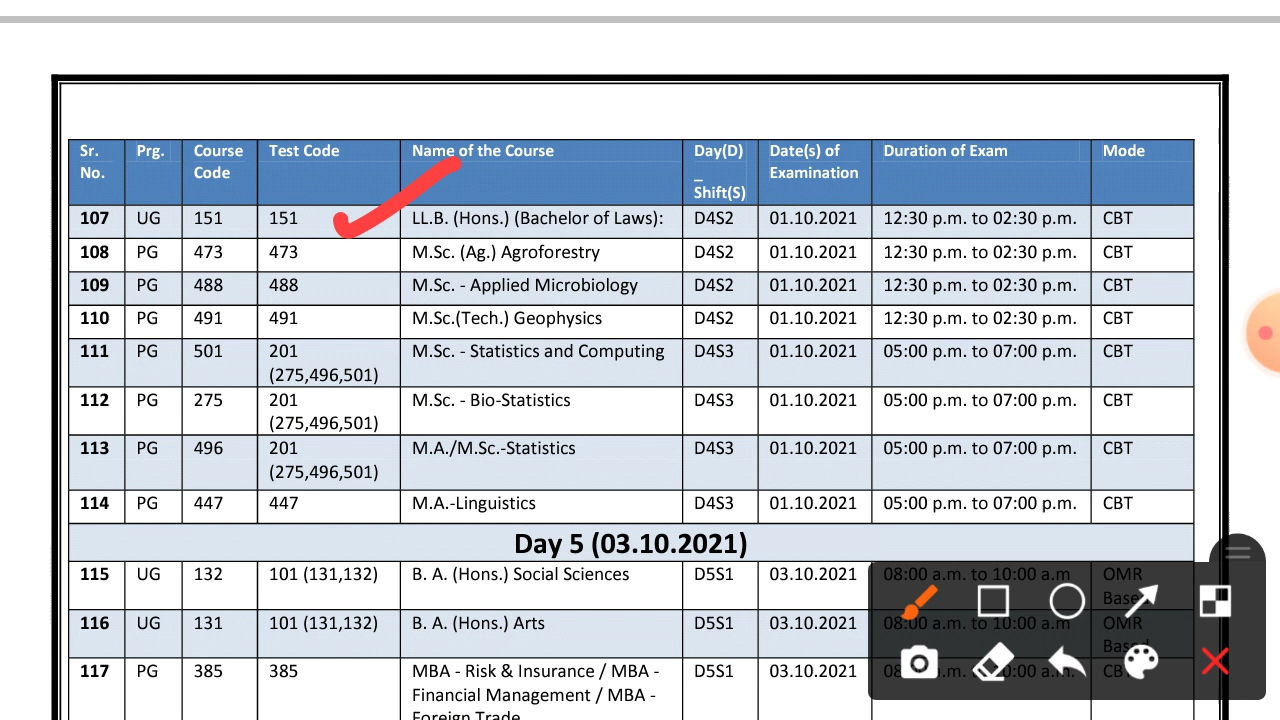 Sr. No. Prg. Course Code Test Code Name of the Course Day(D) _ Shift(S) Date(s) of Examination Duration of Exam Mode
107 UG 151 151 LL.B. (Hons.) (Bachelor of Laws): D4S2 01.10.2021 12:30 p.m. to 02:30 p.m. CBT
108 PG 473 473 M.Sc. (Ag.) Agroforestry D4S2 01.10.2021 12:30 p.m. to 02:30 p.m. CBT
109 PG 488 488 M.Sc. - Applied Microbiology D4S2 01.10.2021 12:30 p.m. to 02:30 p.m. CBT
110 PG 491 491 M.Sc.(Tech.) Geophysics D4S2 01.10.2021 12:30 p.m. to 02:30 p.m. CBT
111 PG 501 201 (275,496,501) M.Sc. - Statistics and Computing D4S3 01.10.2021 05:00 p.m. to 07:00 p.m. CBT
112 PG 275 201 (275,496,501) M.Sc. - Bio-Statistics D4S3 01.10.2021 05:00 p.m. to 07:00 p.m. CBT
113 PG 496 201 (275,496,501) M.A./M.Sc.-Statistics D4S3 01.10.2021 05:00 p.m. to 07:00 p.m. CBT
114 PG 447 447 M.A.-Linguistics D4S3 01.10.2021 05:00 p.m. to 07:00 p.m. CBT
Day 5 (03.10.2021)
115 UG 132 101 (131,132) B. A. (Hons.) Social Sciences D5S1 03.10.2021 08:00 a.m. to 10:00 a.m OMR Based
116 UG 131 101 (131,132) B. A. (Hons.) Arts D5S1 03.10.2021 08:00 a.m. to 10:00 a.m OMR Based
117 PG 385 385 MBA - Risk & Insurance / MBA - D5S1 03.10.2021 CBT
Financial Management / MBA -
Foreign Trade